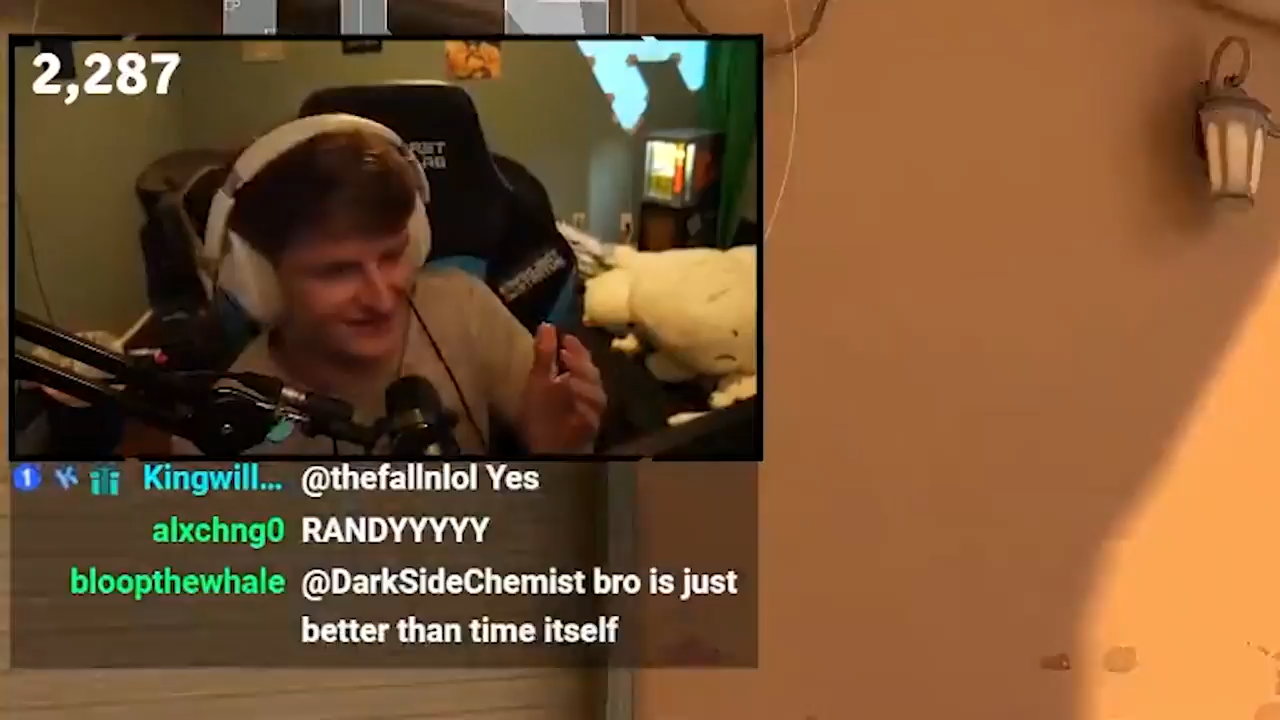 2,287
Kingwill... @thefallnlol Yes
alxchng0 RANDYYYYY
bloopthewhale @DarkSideChemist bro is just
better than time itself